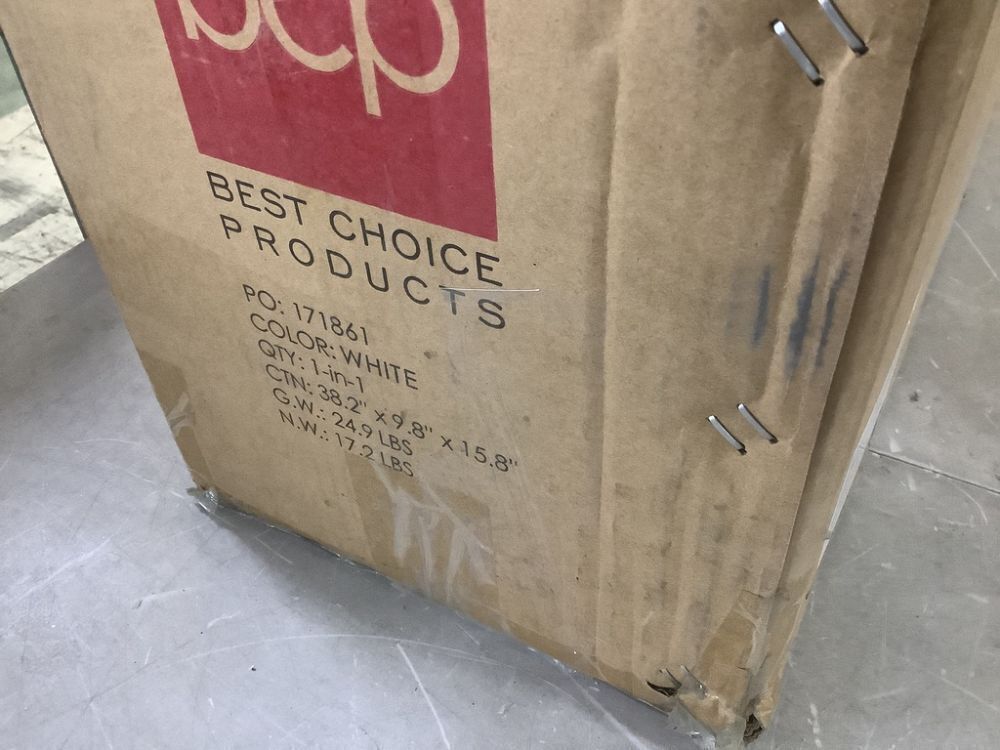 bcp
BEST CHOICE
PRODUCTS
PO: 171861
COLOR: WHITE
QTY: 1-in-1
CTN: 38.2" x 9.8" x 15.8"
G.W.: 24.9 LBS
N.W.: 17.2 LBS